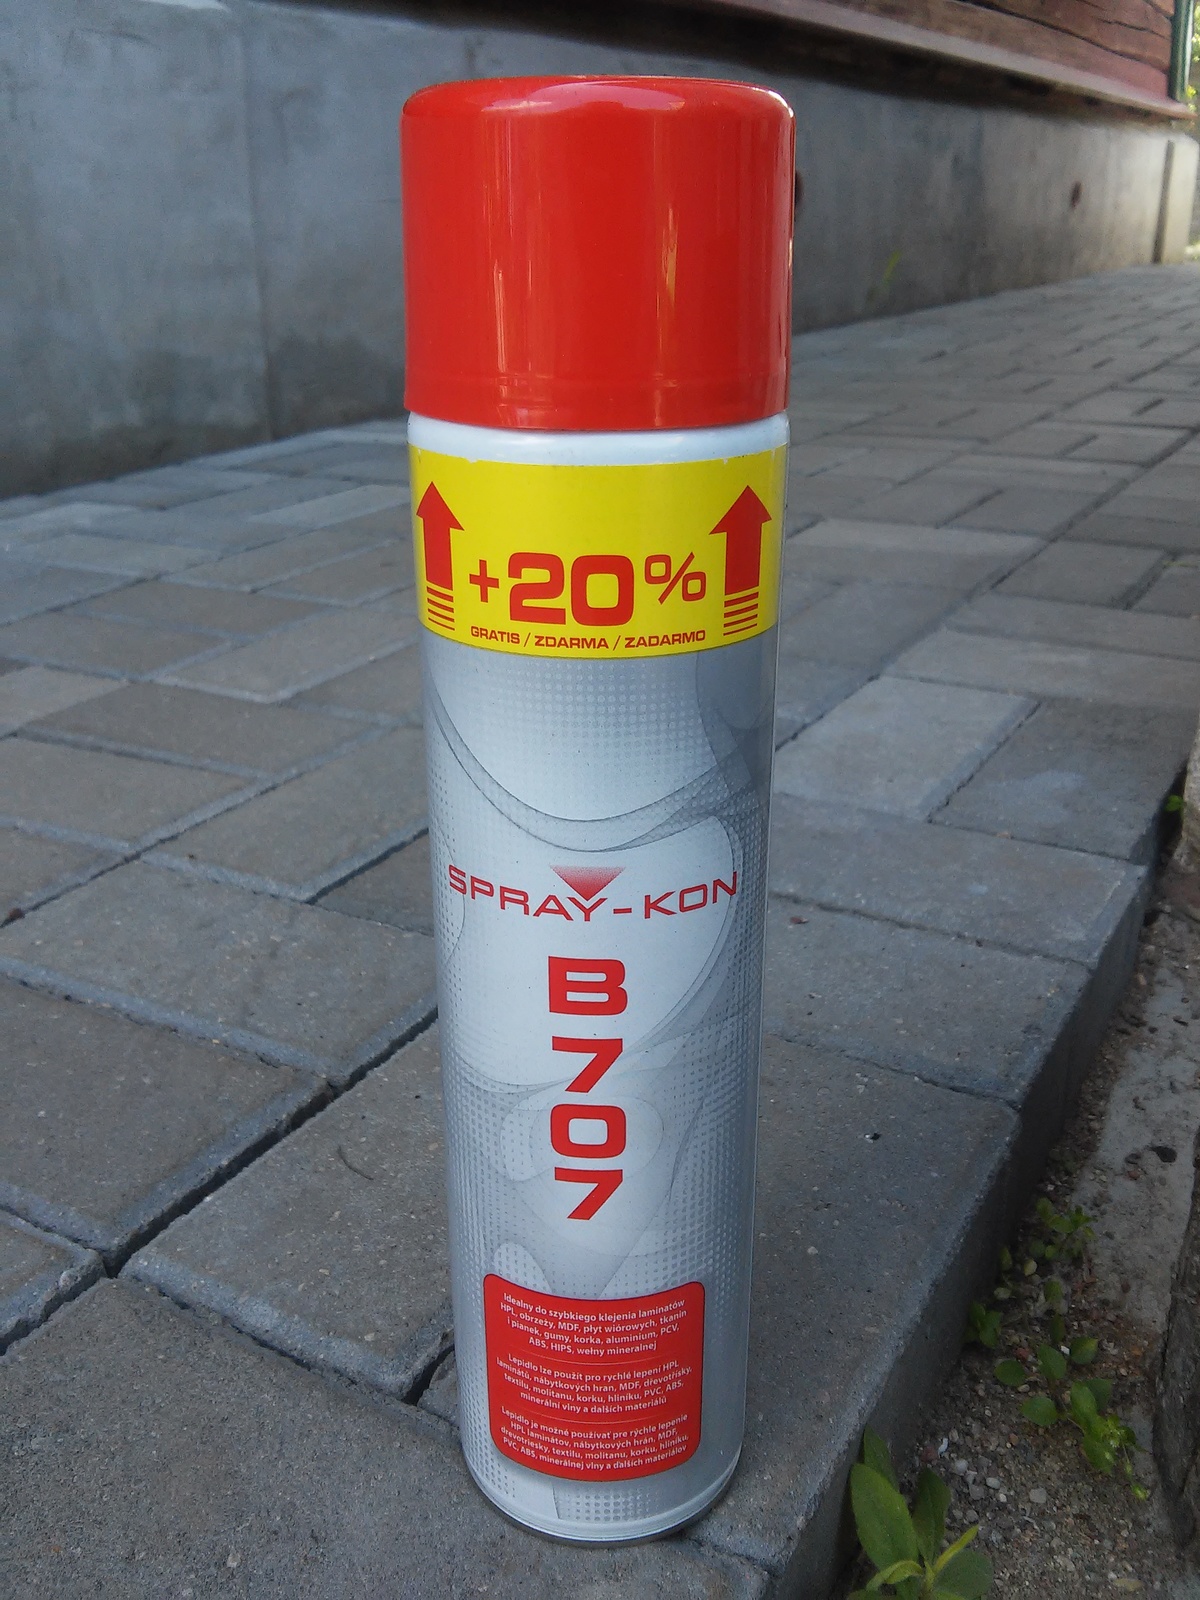 +20%
GRATIS / ZDARMA / ZADARMO
SPRAY-KON
B
7
0
7
Idealny do szybkiego klejenia laminatów
HPL, obrzeży, MDF, płyt wiórowych, tkanin
i pianek, gumy, korka, aluminium, PCV,
ABS, HIPS, wełny mineralnej
Lepidlo lze použít pro rychlé lepení HPL
laminátů, nábytkových hran, MDF, dřevotřísky,
textilu, molitanu, korku, hliníku, PVC, ABS,
minerální vlny a dalších materiálů
Lepidlo je možné používať pre rýchle lepenie
HPL laminátov, nábytkových hrán, MDF,
drevotriesky, textilu, molitanu, korku, hliníku,
PVC, ABS, minerálnej vlny a ďalších materiálov